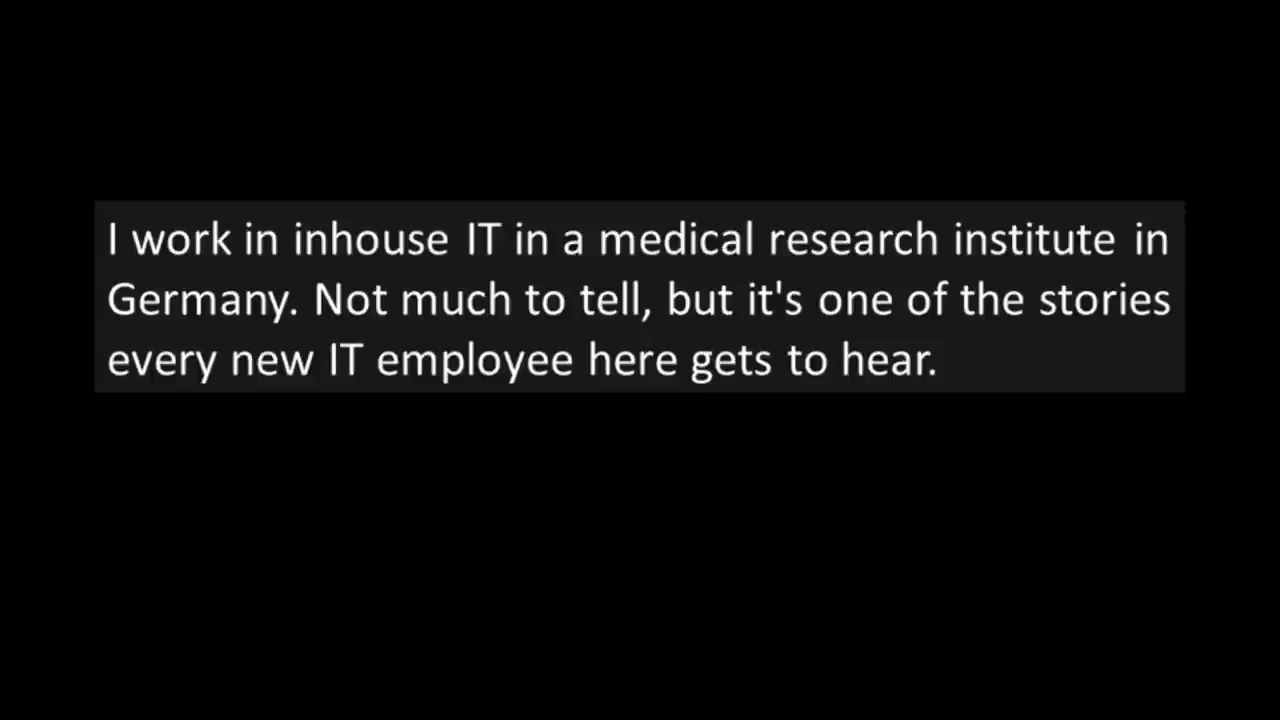 I work in inhouse IT in a medical research institute in
Germany. Not much to tell, but it's one of the stories
every new IT employee here gets to hear.